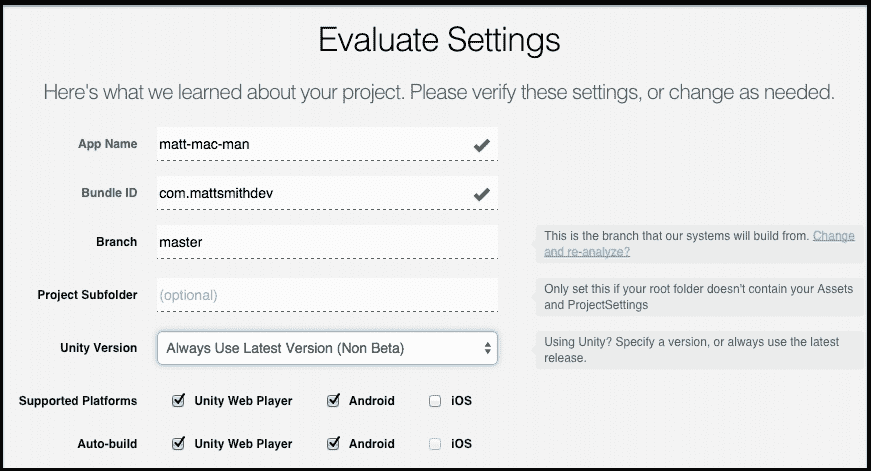 Evaluate Settings
Here's what we learned about your project. Please verify these settings, or change as needed.
App Name matt-mac-man
Bundle ID com.mattsmithdev
Branch master
This is the branch that our systems will build from. Change
and re-analyze?
Project Subfolder (optional)
Only set this if your root folder doesn't contain your Assets
and ProjectSettings
Unity Version Always Use Latest Version (Non Beta)
Using Unity? Specify a version, or always use the latest
release.
Supported Platforms Unity Web Player Android iOS
Auto-build Unity Web Player Android iOS